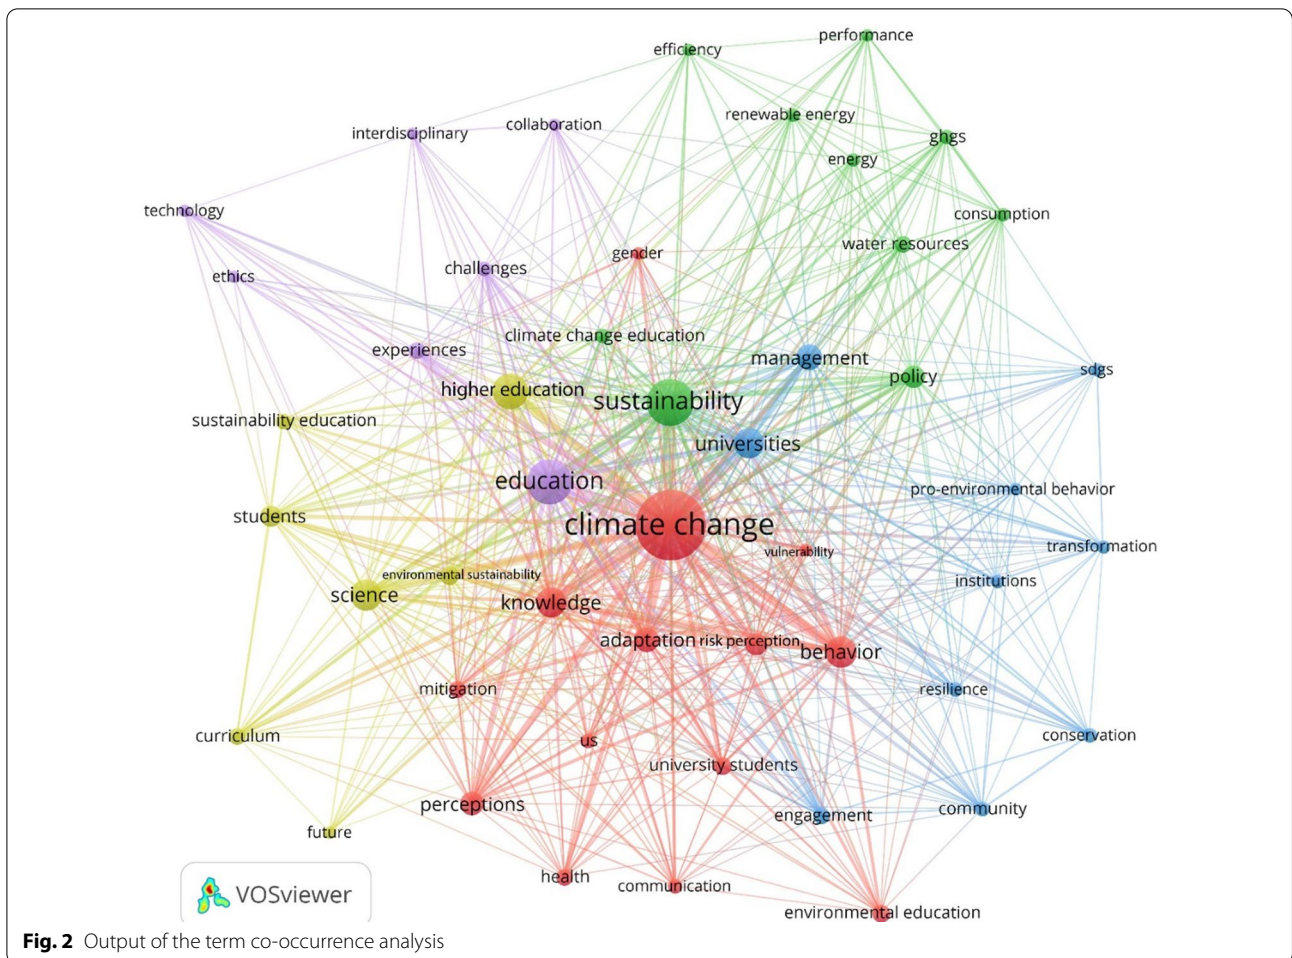 performance
efficiency
renewable energy
collaboration
interdisciplinary
ghgs
energy
technology
consumption
water resources
gender
challenges
ethics
climate change education
experiences
management
sdgs
policy
higher education
sustainability
sustainability education
universities
education
pro-environmental behavior
students
climate change
transformation
vulnerability
environmental sustainability
institutions
science
knowledge
adaptation
risk perception
behavior
mitigation
resilience
curriculum
us
conservation
university students
perceptions
community
engagement
future
health
communication
VOSviewer
environmental education
Fig. 2 Output of the term co-occurrence analysis